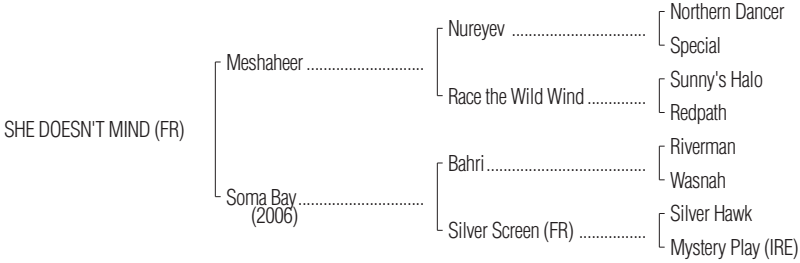 Northern Dancer
Nureyev ................................
Special
Meshaheer ............................
Sunny's Halo
Race the Wild Wind ..............
Redpath
SHE DOESN'T MIND (FR)
Riverman
Bahri......................................
Wasnah
Soma Bay..............................
(2006)
Silver Hawk
Silver Screen (FR) ................
Mystery Play (IRE)